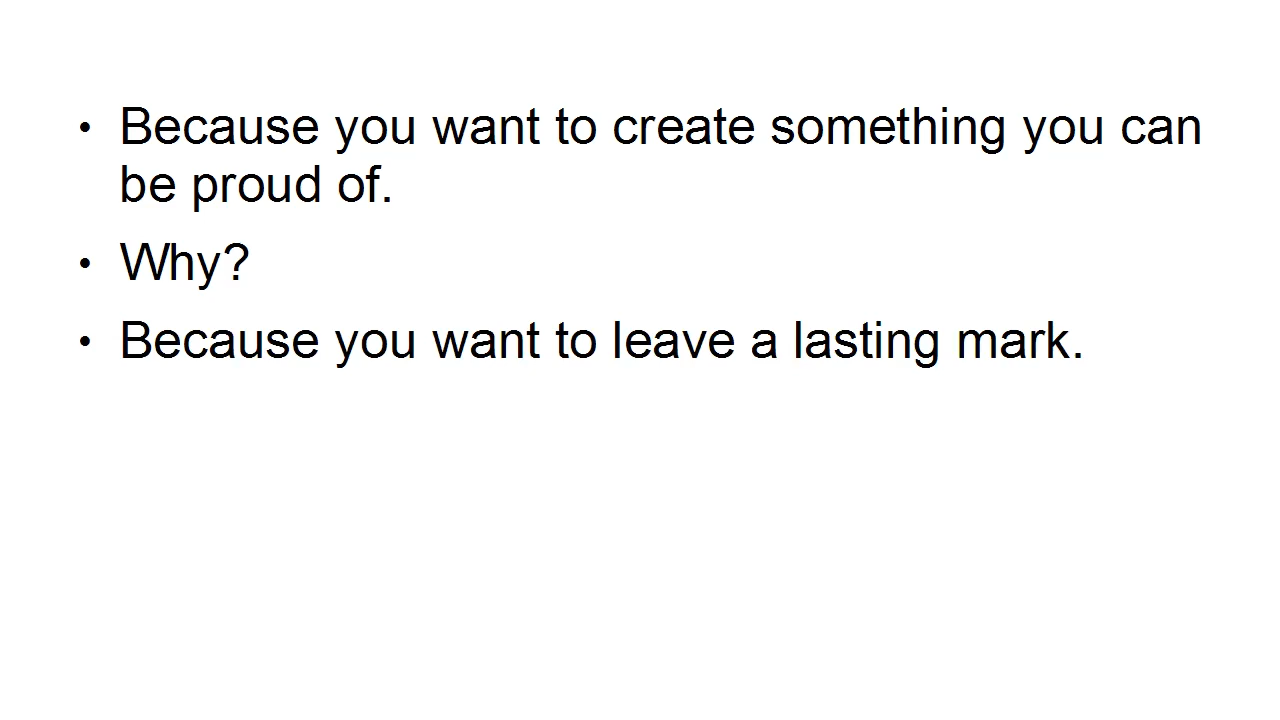 • Because you want to create something you can
be proud of.
• Why?
• Because you want to leave a lasting mark.